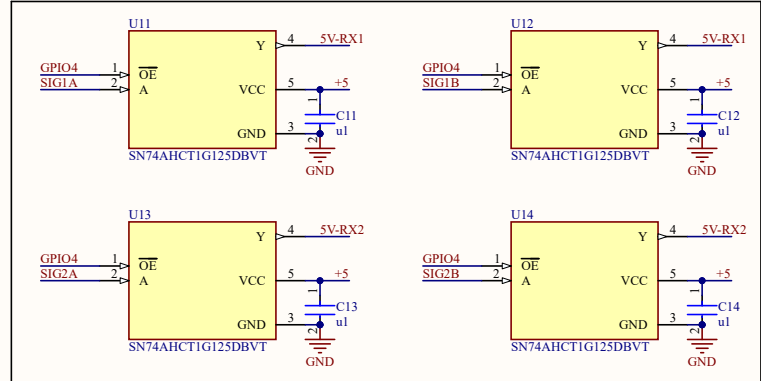 U11
Y 4 5V-RX1
GPIO4 1 OE
SIG1A 2 A
VCC 5 +5
1 C11
u1
GND 3 2
SN74AHCT1G125DBVT
GND
U12
Y 4 5V-RX1
GPIO4 1 OE
SIG1B 2 A
VCC 5 +5
1 C12
u1
GND 3 2
SN74AHCT1G125DBVT
GND
U13
Y 4 5V-RX2
GPIO4 1 OE
SIG2A 2 A
VCC 5 +5
1 C13
u1
GND 3 2
SN74AHCT1G125DBVT
GND
U14
Y 4 5V-RX2
GPIO4 1 OE
SIG2B 2 A
VCC 5 +5
1 C14
u1
GND 3 2
SN74AHCT1G125DBVT
GND